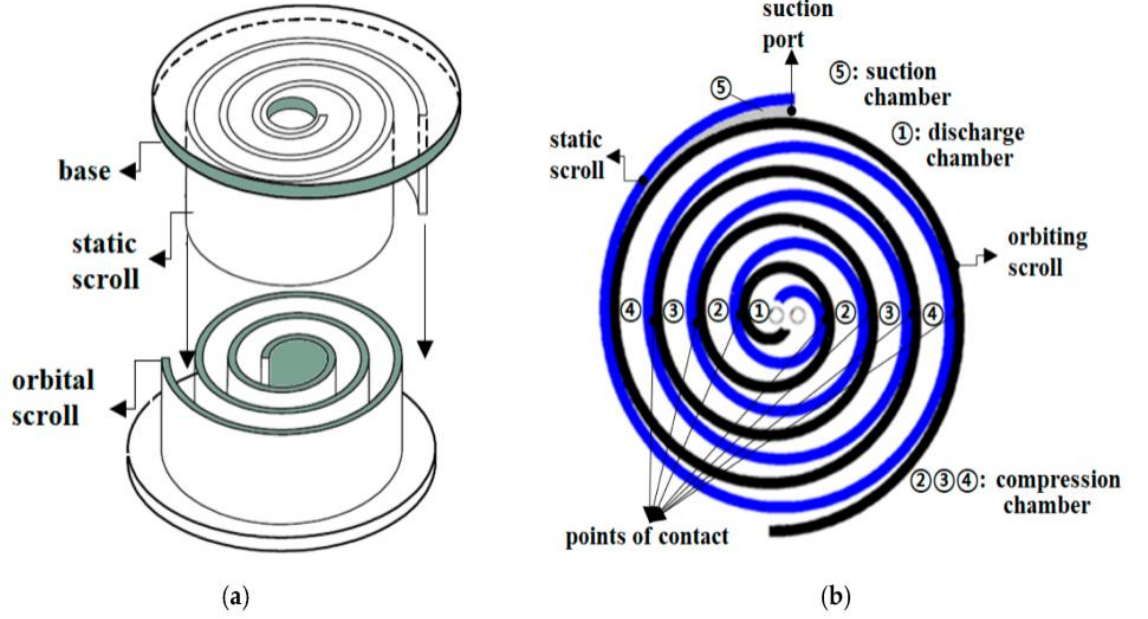 base
static
scroll
orbital
scroll
(a)
suction
port
⑤
⑤: suction
chamber
①: discharge
chamber
static
scroll
orbiting
scroll
④ ③ ② ① ② ③ ④
②③④: compression
chamber
points of contact
(b)